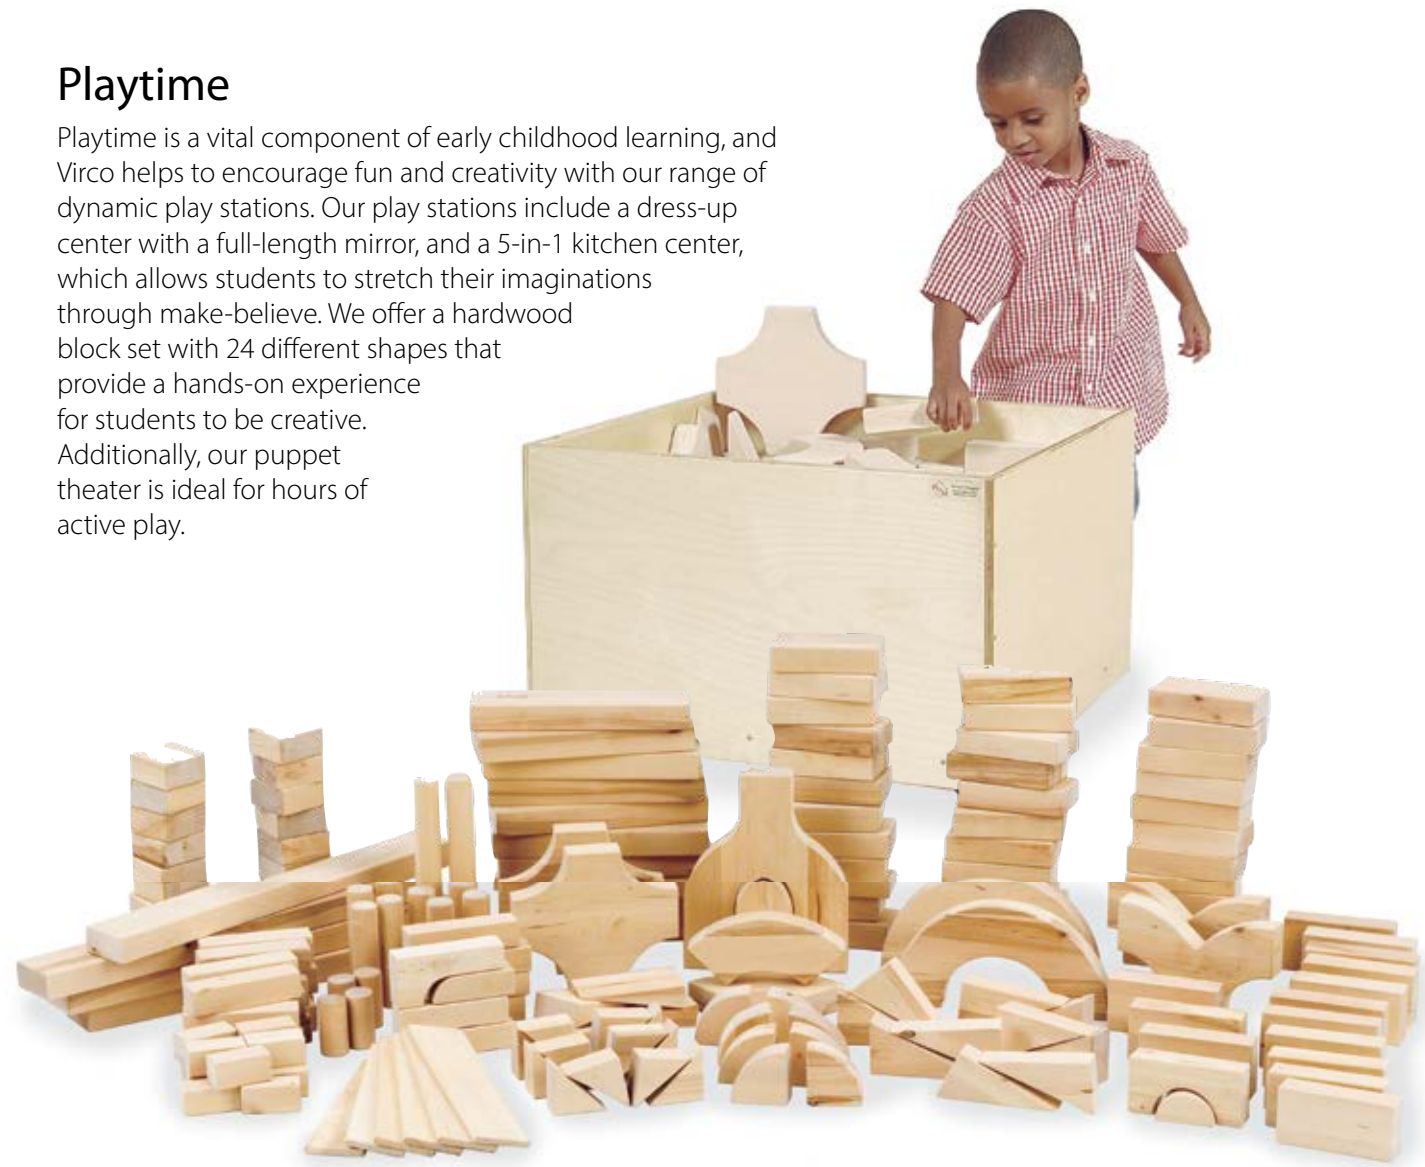 Playtime
Playtime is a vital component of early childhood learning, and
Virco helps to encourage fun and creativity with our range of
dynamic play stations. Our play stations include a dress-up
center with a full-length mirror, and a 5-in-1 kitchen center,
which allows students to stretch their imaginations
through make-believe. We offer a hardwood
block set with 24 different shapes that
provide a hands-on experience
for students to be creative.
Additionally, our puppet
theater is ideal for hours of
active play.